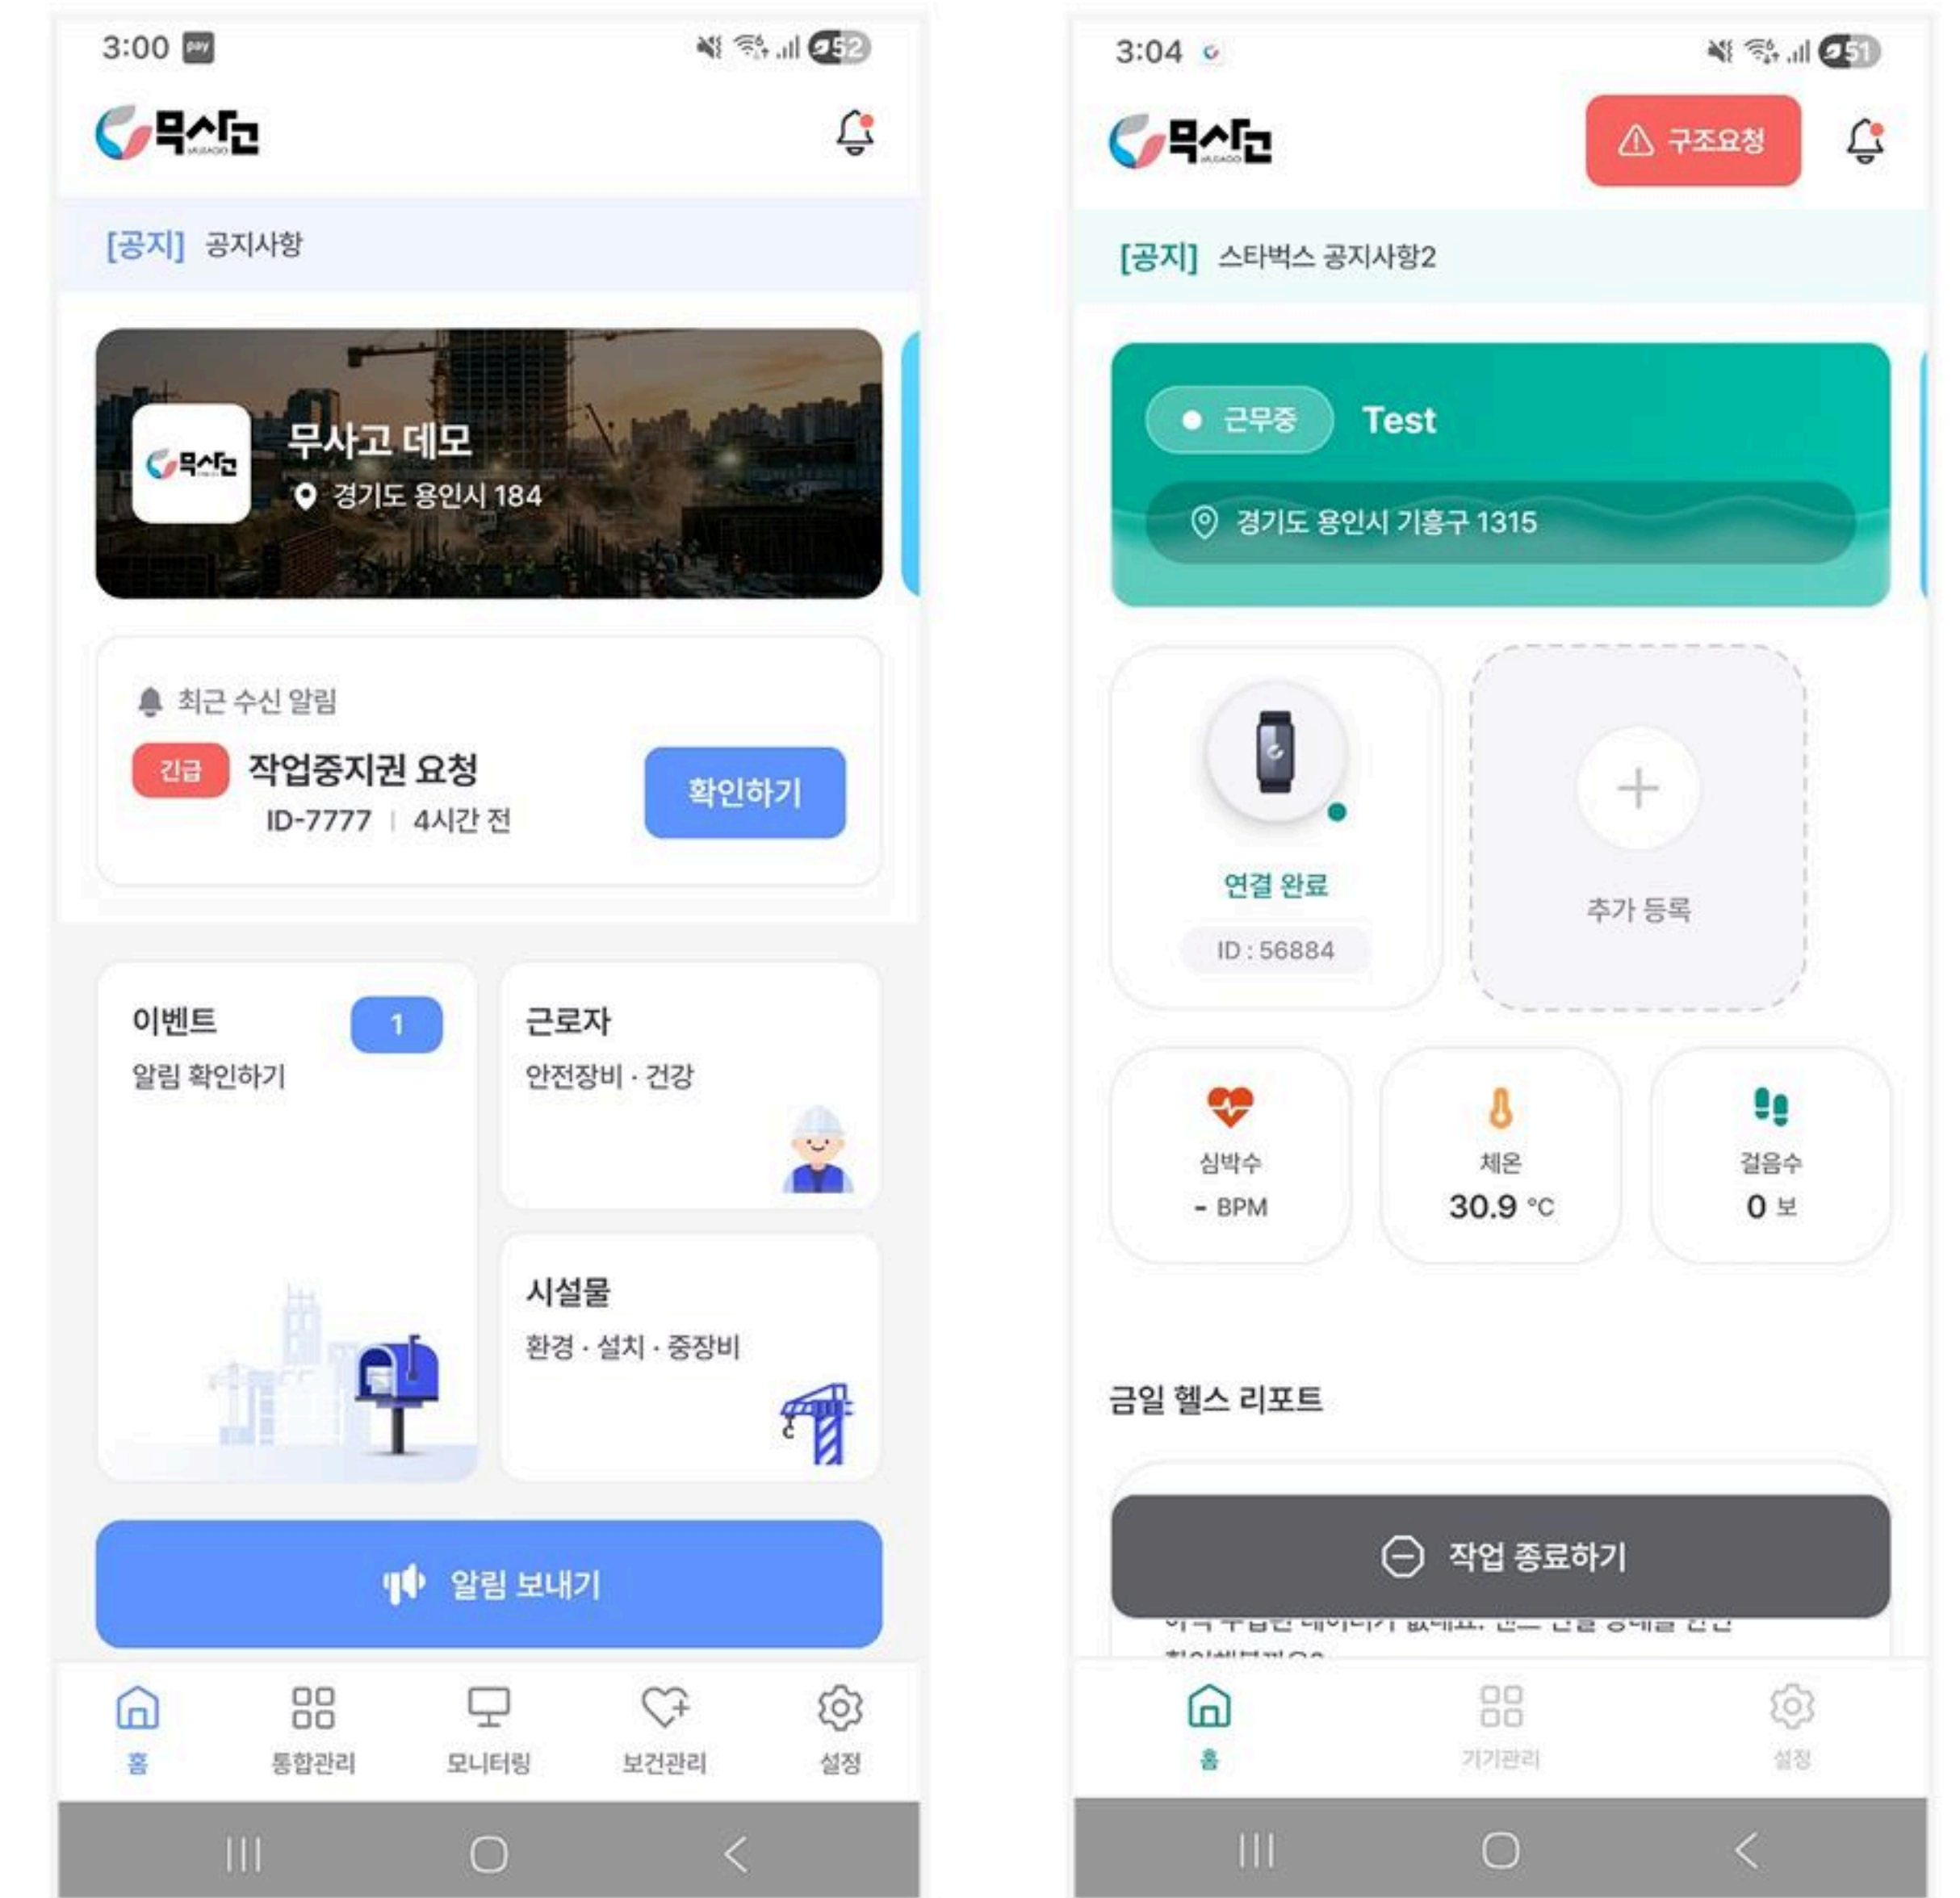 3:00 pay
52
무사고
MUSAGO
[공지] 공지사항
무사고
무사고 데모
경기도 용인시 184
최근 수신 알림
긴급 작업중지권 요청
ID-7777 | 4시간 전
확인하기
이벤트
1
알림 확인하기
근로자
안전장비 · 건강
시설물
환경 · 설치 · 중장비
알림 보내기
홈
통합관리
모니터링
보건관리
설정
3:04
51
무사고
MUSAGO
구조요청
[공지] 스타벅스 공지사항2
근무중 Test
경기도 용인시 기흥구 1315
연결 완료
ID : 56884
추가 등록
심박수
- BPM
체온
30.9 °C
걸음수
0 보
금일 헬스 리포트
작업 종료하기
홈
기기관리
설정